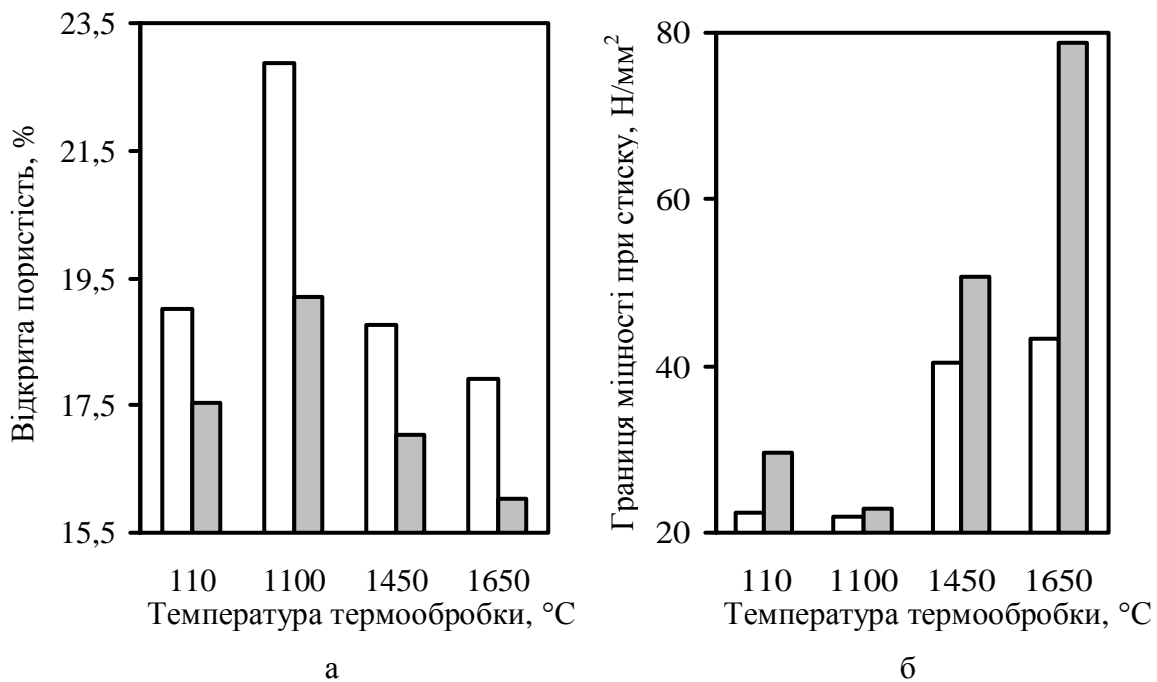 Відкрита пористість, %
23,5
21,5
19,5
17,5
15,5
110 1100 1450 1650
Температура термообробки, °С
а
Границя міцності при стиску, Н/мм²
80
60
40
20
110 1100 1450 1650
Температура термообробки, °С
б